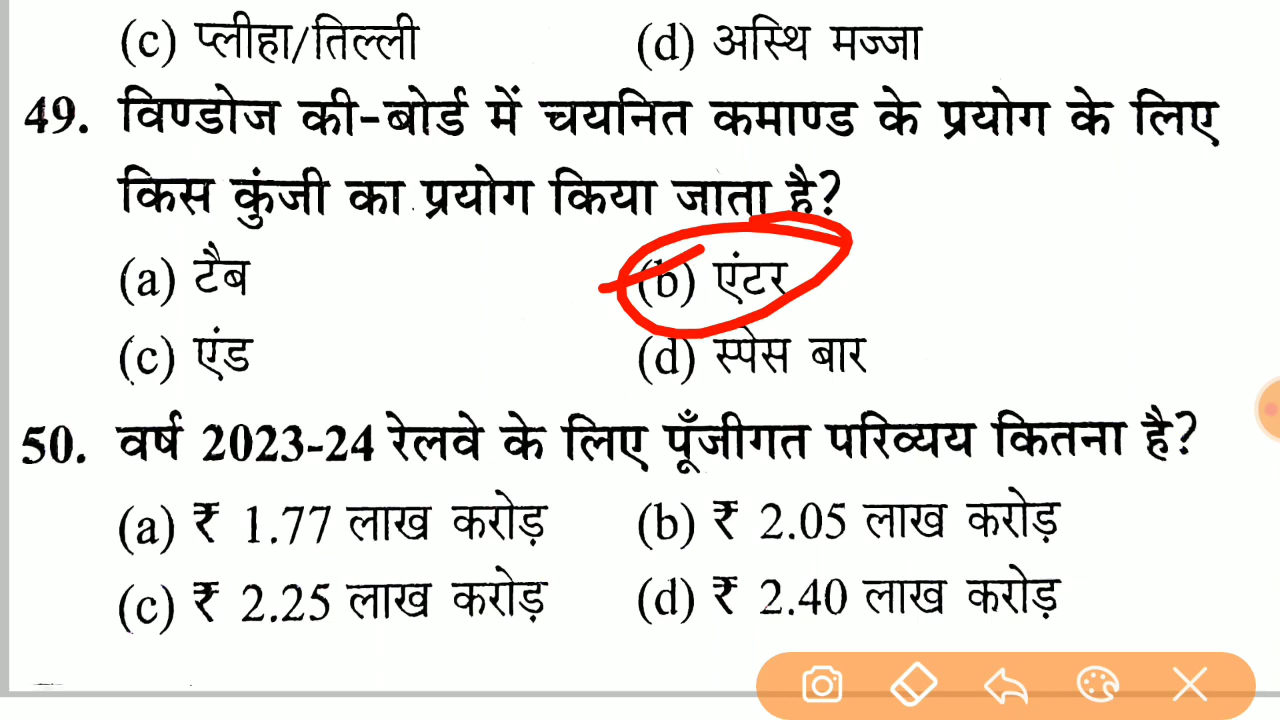 (c) प्लीहा/तिल्ली (d) अस्थि मज्जा
49. विण्डोज की-बोर्ड में चयनित कमाण्ड के प्रयोग के लिए
किस कुंजी का प्रयोग किया जाता है?
(a) टैब (b) एंटर
(c) एंड (d) स्पेस बार
50. वर्ष 2023-24 रेलवे के लिए पूँजीगत परिव्यय कितना है?
(a) ₹ 1.77 लाख करोड़ (b) ₹ 2.05 लाख करोड़
(c) ₹ 2.25 लाख करोड़ (d) ₹ 2.40 लाख करोड़